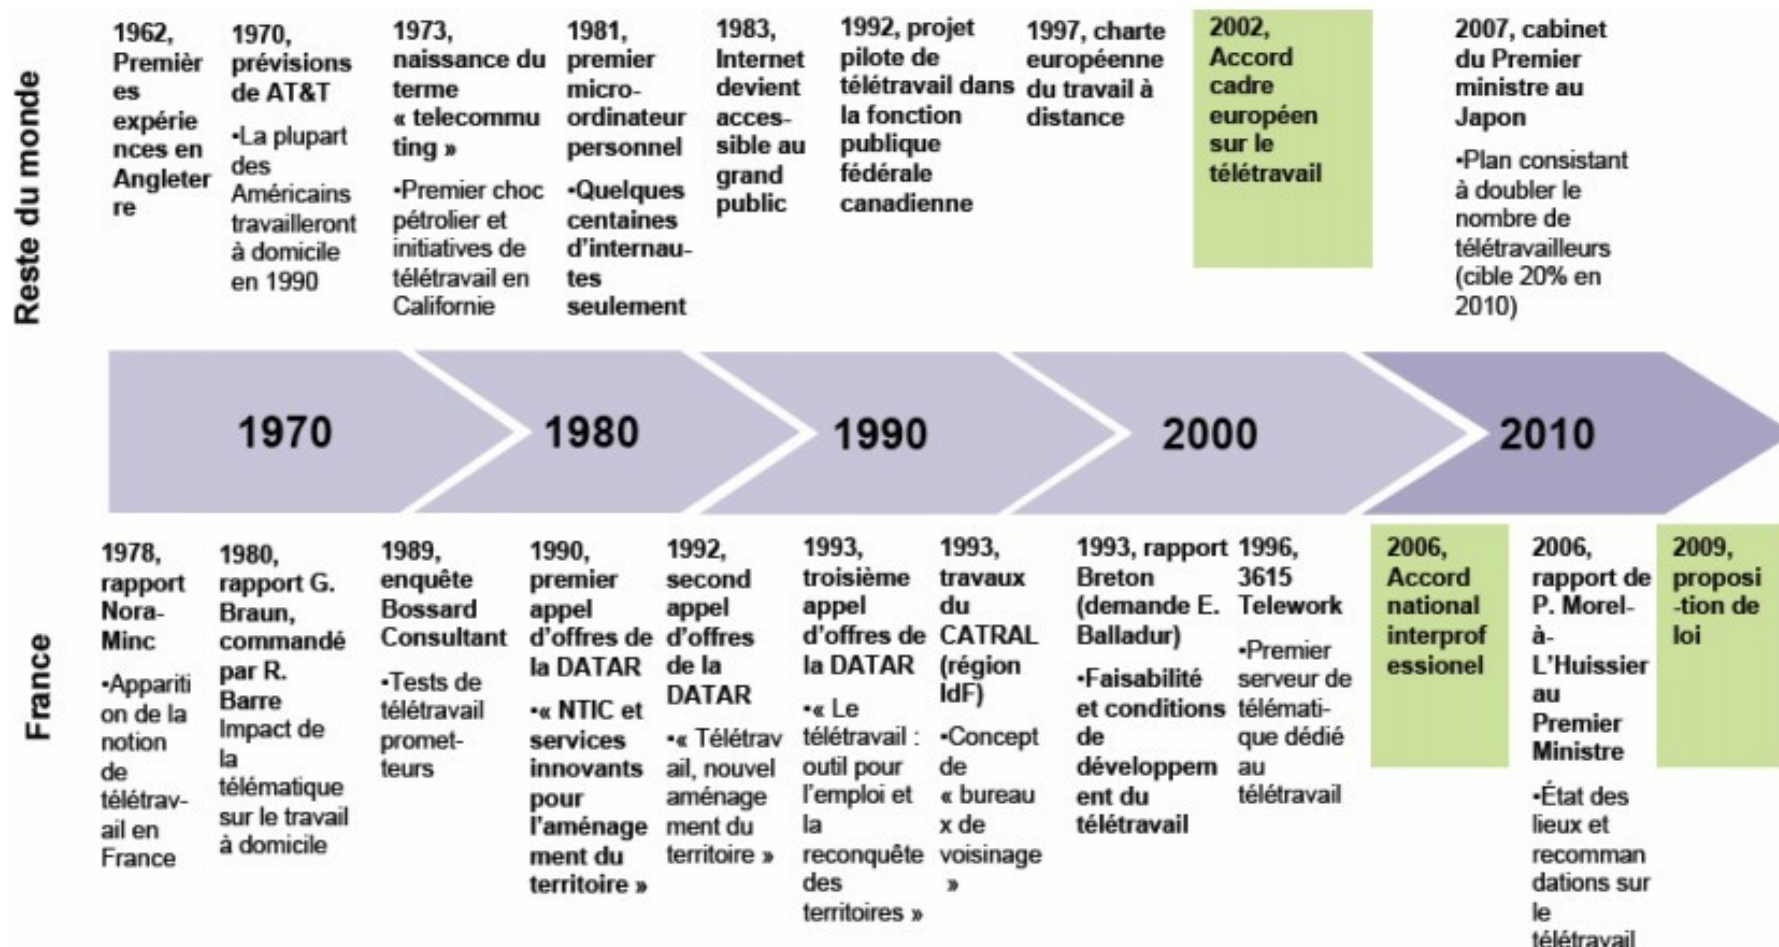 Reste du monde
1962,
Premièr
es
expérie
nces en
Angleter
re
1970,
prévisions
de AT&T
•La plupart
des
Américains
travailleront
à domicile
en 1990
1973,
naissance du
terme
« telecommu
ting »
•Premier choc
pétrolier et
initiatives de
télétravail en
Californie
1981,
premier
micro-
ordinateur
personnel
•Quelques
centaines
d'internau-
tes
seulement
1983,
Internet
devient
acces-
sible au
grand
public
1992, projet
pilote de
télétravail dans
la fonction
publique
fédérale
canadienne
1997, charte
européenne
du travail à
distance
2002,
Accord
cadre
européen
sur le
télétravail
2007, cabinet
du Premier
ministre au
Japon
•Plan consistant
à doubler le
nombre de
télétravailleurs
(cible 20% en
2010)
1970
1980
1990
2000
2010
France
1978,
rapport
Nora-
Minc
•Appariti
on de la
notion
de
télétrav-
ail en
France
1980,
rapport G.
Braun,
commandé
par R.
Barre
Impact de
la
télématique
sur le travail
à domicile
1989,
enquête
Bossard
Consultant
•Tests de
télétravail
promet-
teurs
1990,
premier
appel
d'offres de
la DATAR
•« NTIC et
services
innovants
pour
l'aménage
ment du
territoire »
1992,
second
appel
d'offres
de la
DATAR
•« Télétrav
ail, nouvel
aménage
ment du
territoire »
1993,
troisième
appel
d'offres de
la DATAR
•« Le
télétravail :
outil pour
l'emploi et
la
reconquête
des
territoires »
1993,
travaux
du
CATRAL
(région
IdF)
•Concept
de
« bureau
x de
voisinage
»
1993, rapport
Breton
(demande E.
Balladur)
•Faisabilité
et conditions
de
développem
ent du
télétravail
1996,
3615
Telework
•Premier
serveur de
télémati-
que dédié
au
télétravail
2006,
Accord
national
interprof
essionel
2006,
rapport de
P. Morel-
à-
L'Huissier
au
Premier
Ministre
•État des
lieux et
recomman
dations sur
le
télétravail
2009,
proposi
-tion de
loi